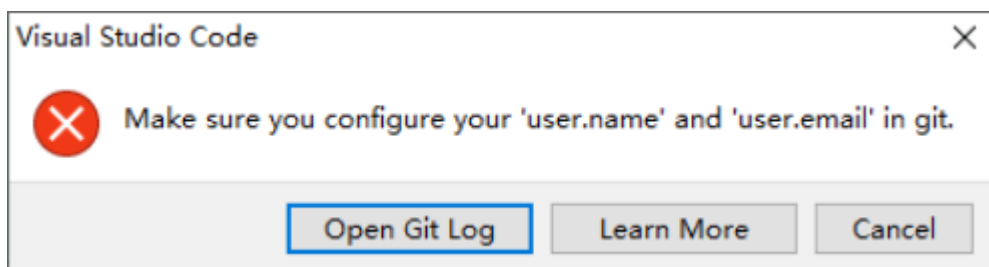 Visual Studio Code
Make sure you configure your 'user.name' and 'user.email' in git.
Open Git Log
Learn More
Cancel